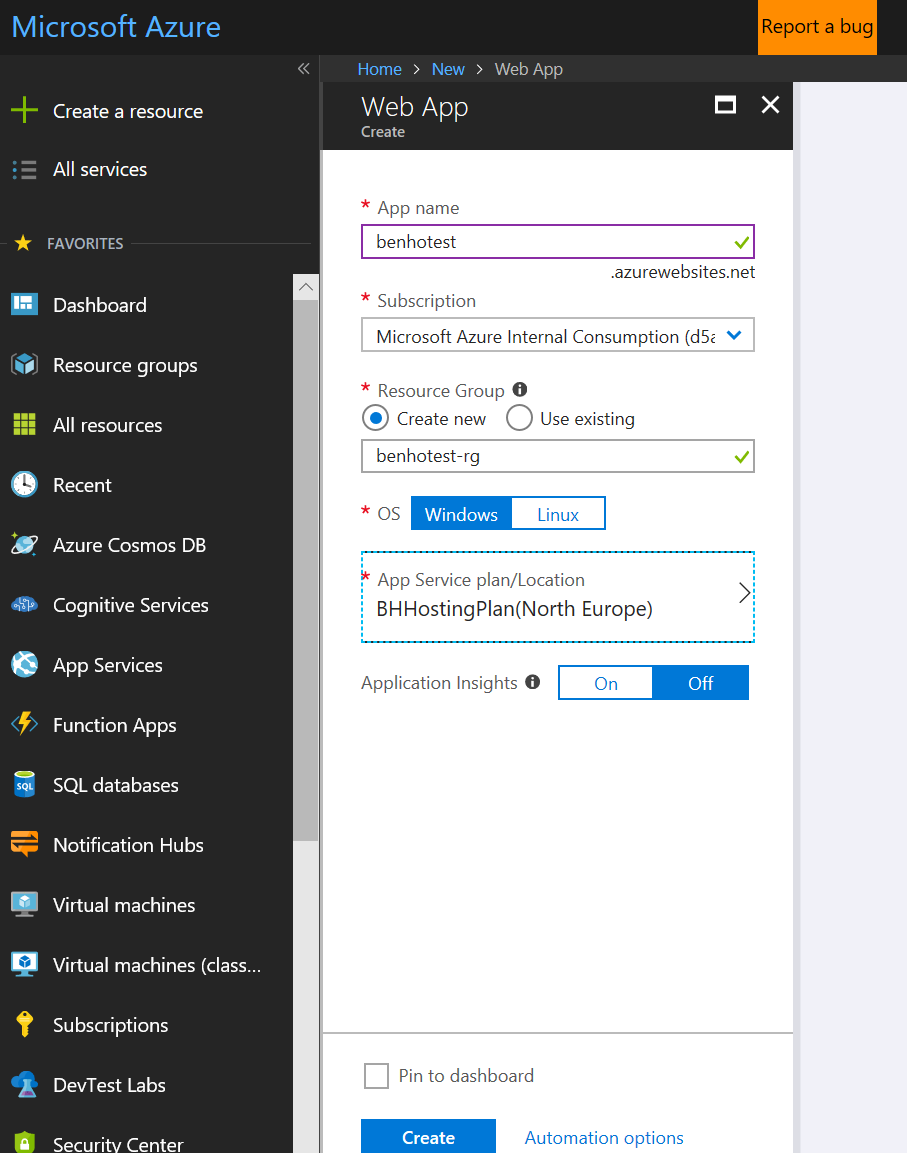 Microsoft Azure
Report a bug
«
Home > New > Web App
Create a resource
All services
FAVORITES
Dashboard
Resource groups
All resources
Recent
Azure Cosmos DB
Cognitive Services
App Services
Function Apps
SQL databases
Notification Hubs
Virtual machines
Virtual machines (class...
Subscriptions
DevTest Labs
Security Center
Web App
Create
* App name
benhotest
.azurewebsites.net
* Subscription
Microsoft Azure Internal Consumption (d5a
* Resource Group
Create new Use existing
benhotest-rg
* OS Windows Linux
* App Service plan/Location
BHHostingPlan(North Europe)
Application Insights On Off
Pin to dashboard
Create Automation options